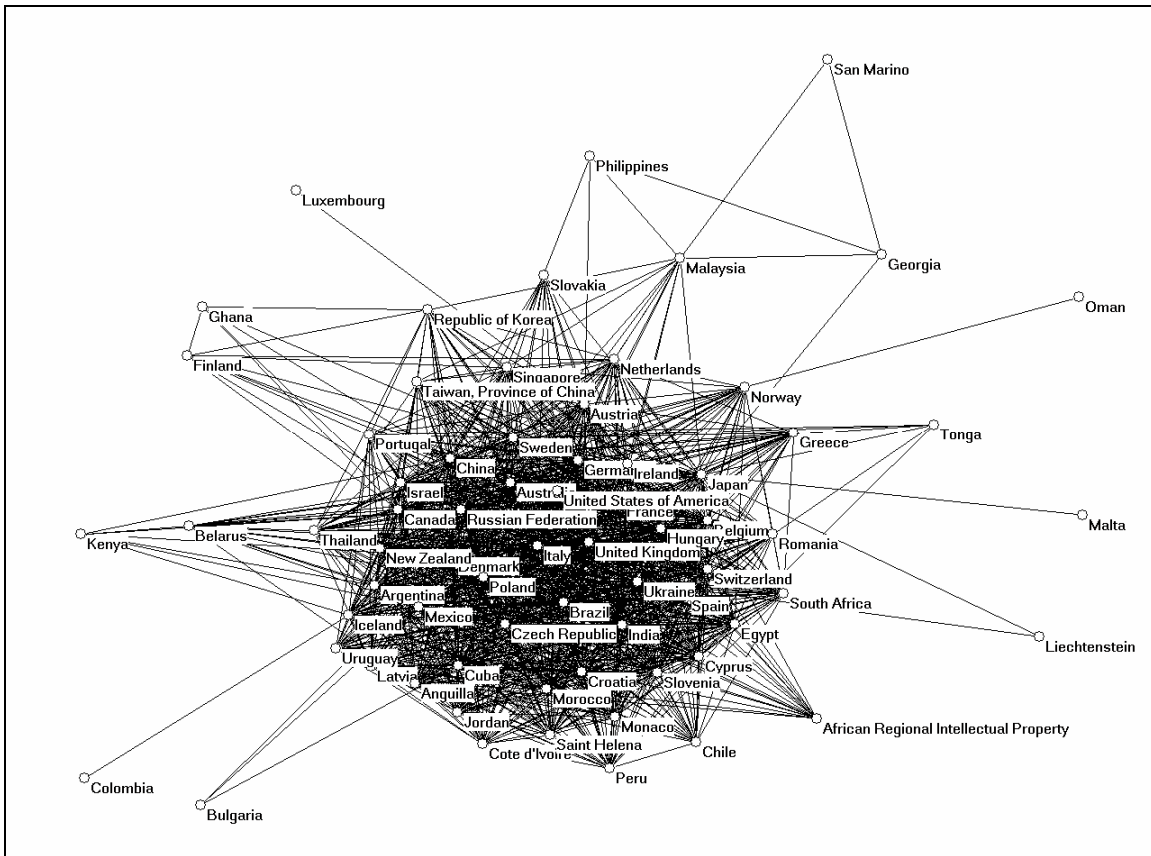 San Marino
Philippines
Luxembourg
Malaysia
Georgia
Slovakia
Oman
Ghana
Republic of Korea
Finland
Netherlands
Singapore
Taiwan, Province of China
Norway
Austria
Tonga
Portugal
Sweden
Greece
China
German
Ireland
Japan
Israel
Australia
United States of America
Malta
Canada
Russian Federation
France
Kenya
Belarus
Thailand
Hungary
Belgium
Romania
New Zealand
Italy
United Kingdom
Denmark
Poland
Switzerland
Argentina
Ukraine
South Africa
Iceland
Mexico
Brazil
Spain
Czech Republic
India
Egypt
Liechtenstein
Uruguay
Latvia
Cuba
Croatia
Slovenia
Cyprus
Anguilla
Morocco
Jordan
Monaco
African Regional Intellectual Property
Saint Helena
Cote d'Ivoire
Chile
Peru
Colombia
Bulgaria